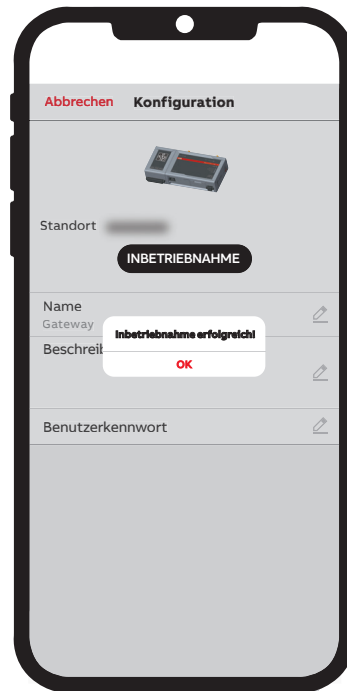 Abbrechen Konfiguration
Standort
INBETRIEBNAHME
Name
Gateway
Inbetriebnahme erfolgreich!
Beschreib
OK
Benutzerkennwort